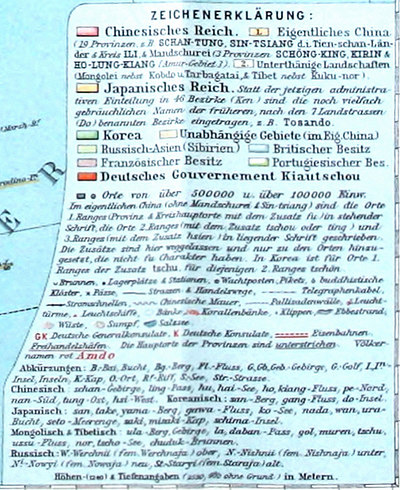 ZEICHENERKLÄRUNG:
Chinesisches Reich. 1. Eigentliches China
(19 Provinzen, z.B. SCHAN-TUNG, SIN-TSIANG d.i. Tien-schan-Län-
der & Kreis ILI & Mandschurei (3 Provinzen SCHÖNG-KING, KIRIN &
HO-LUNG-KIANG (Amur-Gebiet)). 2. Unterthänige Landschaften
(Mongolei nebst Kobdo u. Tarbagatai, & Tibet nebst Kuku-nor).
Japanisches Reich. Statt der jetzigen administra-
tiven Einteilung in 46 Bezirke (Ken) sind die noch vielfach
gebräuchlichen Namen der früheren, nach den 7 Landstrassen
(Do) benannten Bezirke eingetragen, z.B. Tosando.
Korea Unabhängige Gebiete (im Eig. China)
Russisch-Asien (Sibirien) Britischer Besitz
Französischer Besitz Portugiesischer Bes.
Deutsches Gouvernement Kiautschou
Orte von über 500000 u. über 100000 Einw.
Im eigentlichen China (ohne Mandschurei & Sin-tsiang) sind die Orte
1. Ranges (Provinz & Kreishauptorte mit dem Zusatz fu) in stehender
Schrift, die Orte 2. Ranges (mit dem Zusatz tschou oder ting) und
3. Ranges (mit dem Zusatz hsien) in liegender Schrift geschrieben.
Die Zusätze sind hier weggelassen und nur zu den Orten hinzu-
gesetzt, die nicht fu Charakter haben. In Korea ist für Orte 1.
Ranges der Zusatz tschu, für diejenigen 2. Ranges tschön
Brunnen, Lagerplätze & Stationen, Wachtposten, Pikets, buddhistische
Klöster, Pässe, Strassen & Handelswege, Telegraphenkabel,
Stromschnellen, Chinesische Mauer, Pallisadenwälle, Leucht-
türme, Leuchtschiffe, Bänke, Korallenbänke, Klippen, Ebbestrand,
Wüste, Sumpf, Salzste.
GK Deutsche Generalkonsulate, K Deutsche Konsulate. Eisenbahnen.
Freihandelshäfen. Die Hauptorte der Provinzen sind unterstrichen. Völker-
namen rot Amdo
Abkürzungen: B.-Bai, Bucht, Bg.-Berg, Fl.-Fluss, G., Gb., Geb.-Gebirge, G.-Golf, I., Iⁿ-
Insel, Inseln, K.-Kap, O.-Ort, R.-Riff, S.-See, Str.-Strasse.
Chinesisch: schan-Gebirge, ling-Pass, hu, hai-See, ho, kiang-Fluss, pe-Nord,
nan-Süd, tung-Ost, hsi-West. Koreanisch: san-Berg, gang-Fluss, do-Insel.
Japanisch: san, take, yama-Berg, gawa-Fluss, ko-See, nada, wan, ura-
Bucht, seto-Meerenge, saki, misaki-Kap, schima-Insel.
Mongolisch & Tibetisch: ula-Berg, Gebirge, la, daban-Pass, gol, muren, tschu,
ussu-Fluss, nor, tscho-See, chuduk-Brunnen.
Russisch: W.-Werchnii (fem. Werchnaja) ober, N.-Nishnii (fem. Nishnaja) unter,
Nᵒ-Nowyi (fem. Nowaja) neu, St.-Staryi (fem. Staraja) alt.
Höhen & Tiefenangaben (ohne Grund) in Metern.